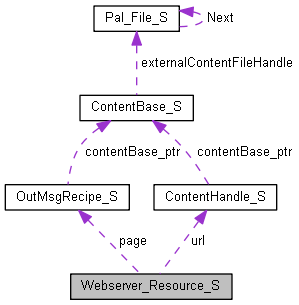 Pal_File_S
Next
externalContentFileHandle
ContentBase_S
contentBase_ptr
contentBase_ptr
OutMsgRecipe_S
ContentHandle_S
page
url
Webserver_Resource_S